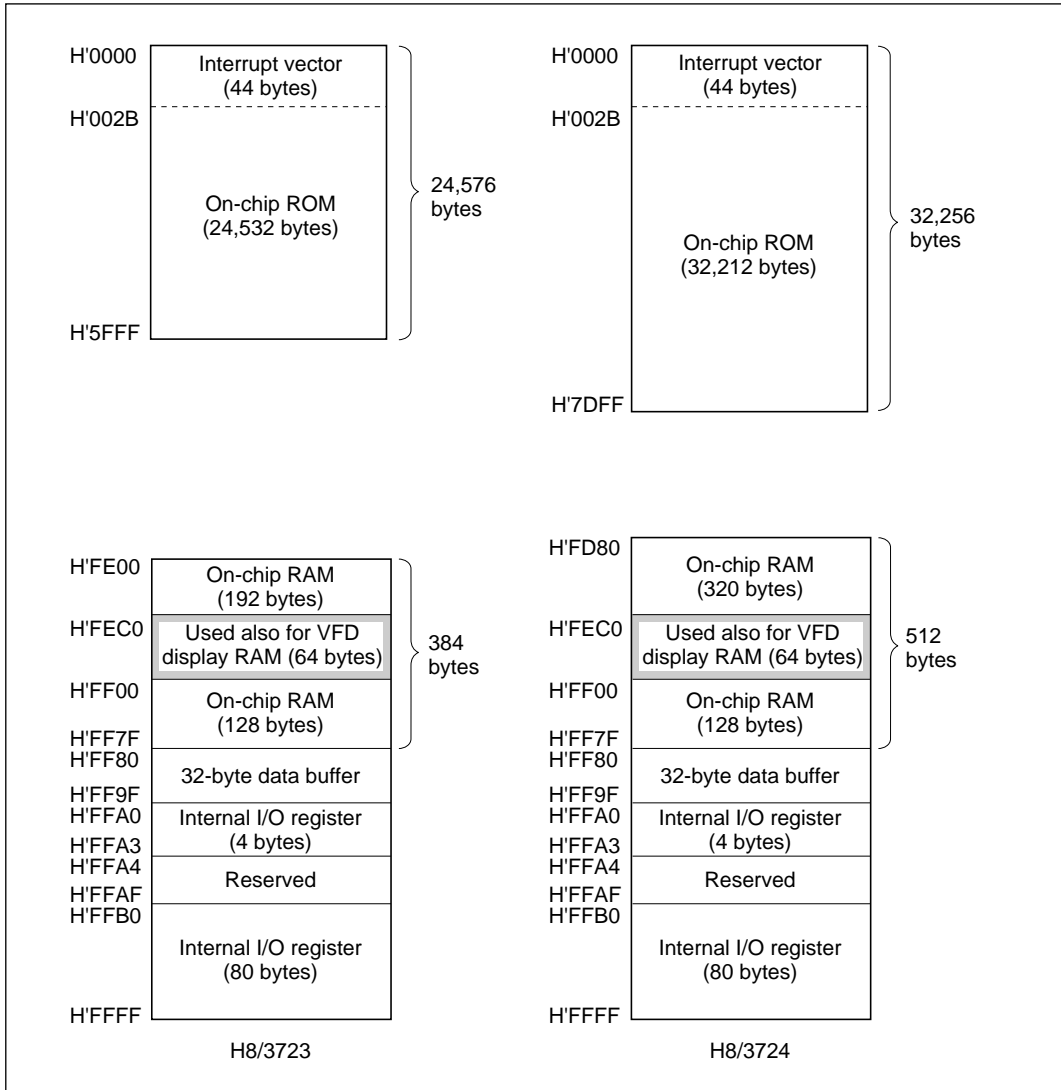 H'0000
Interrupt vector
(44 bytes)
H'002B
On-chip ROM
(24,532 bytes)
24,576
bytes
H'5FFF
H'FE00
On-chip RAM
(192 bytes)
H'FEC0
Used also for VFD
display RAM (64 bytes)
384
bytes
H'FF00
On-chip RAM
(128 bytes)
H'FF7F
H'FF80
32-byte data buffer
H'FF9F
H'FFA0
Internal I/O register
(4 bytes)
H'FFA3
H'FFA4
Reserved
H'FFAF
H'FFB0
Internal I/O register
(80 bytes)
H'FFFF
H8/3723
H'0000
Interrupt vector
(44 bytes)
H'002B
On-chip ROM
(32,212 bytes)
32,256
bytes
H'7DFF
H'FD80
On-chip RAM
(320 bytes)
H'FEC0
Used also for VFD
display RAM (64 bytes)
512
bytes
H'FF00
On-chip RAM
(128 bytes)
H'FF7F
H'FF80
32-byte data buffer
H'FF9F
H'FFA0
Internal I/O register
(4 bytes)
H'FFA3
H'FFA4
Reserved
H'FFAF
H'FFB0
Internal I/O register
(80 bytes)
H'FFFF
H8/3724